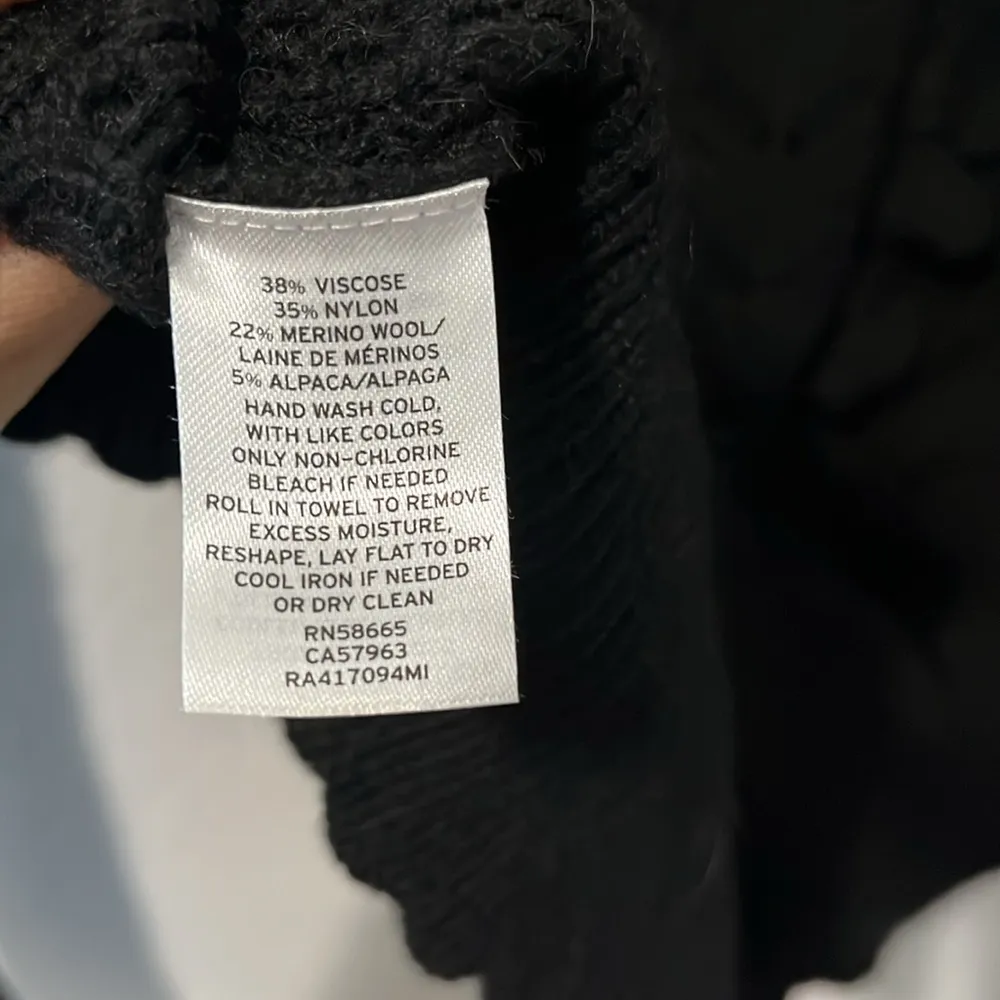 38% VISCOSE
35% NYLON
22% MERINO WOOL/
LAINE DE MÉRINOS
5% ALPACA/ALPAGA
HAND WASH COLD,
WITH LIKE COLORS
ONLY NON-CHLORINE
BLEACH IF NEEDED
ROLL IN TOWEL TO REMOVE
EXCESS MOISTURE,
RESHAPE, LAY FLAT TO DRY
COOL IRON IF NEEDED
OR DRY CLEAN
RN58665
CA57963
RA417094MI